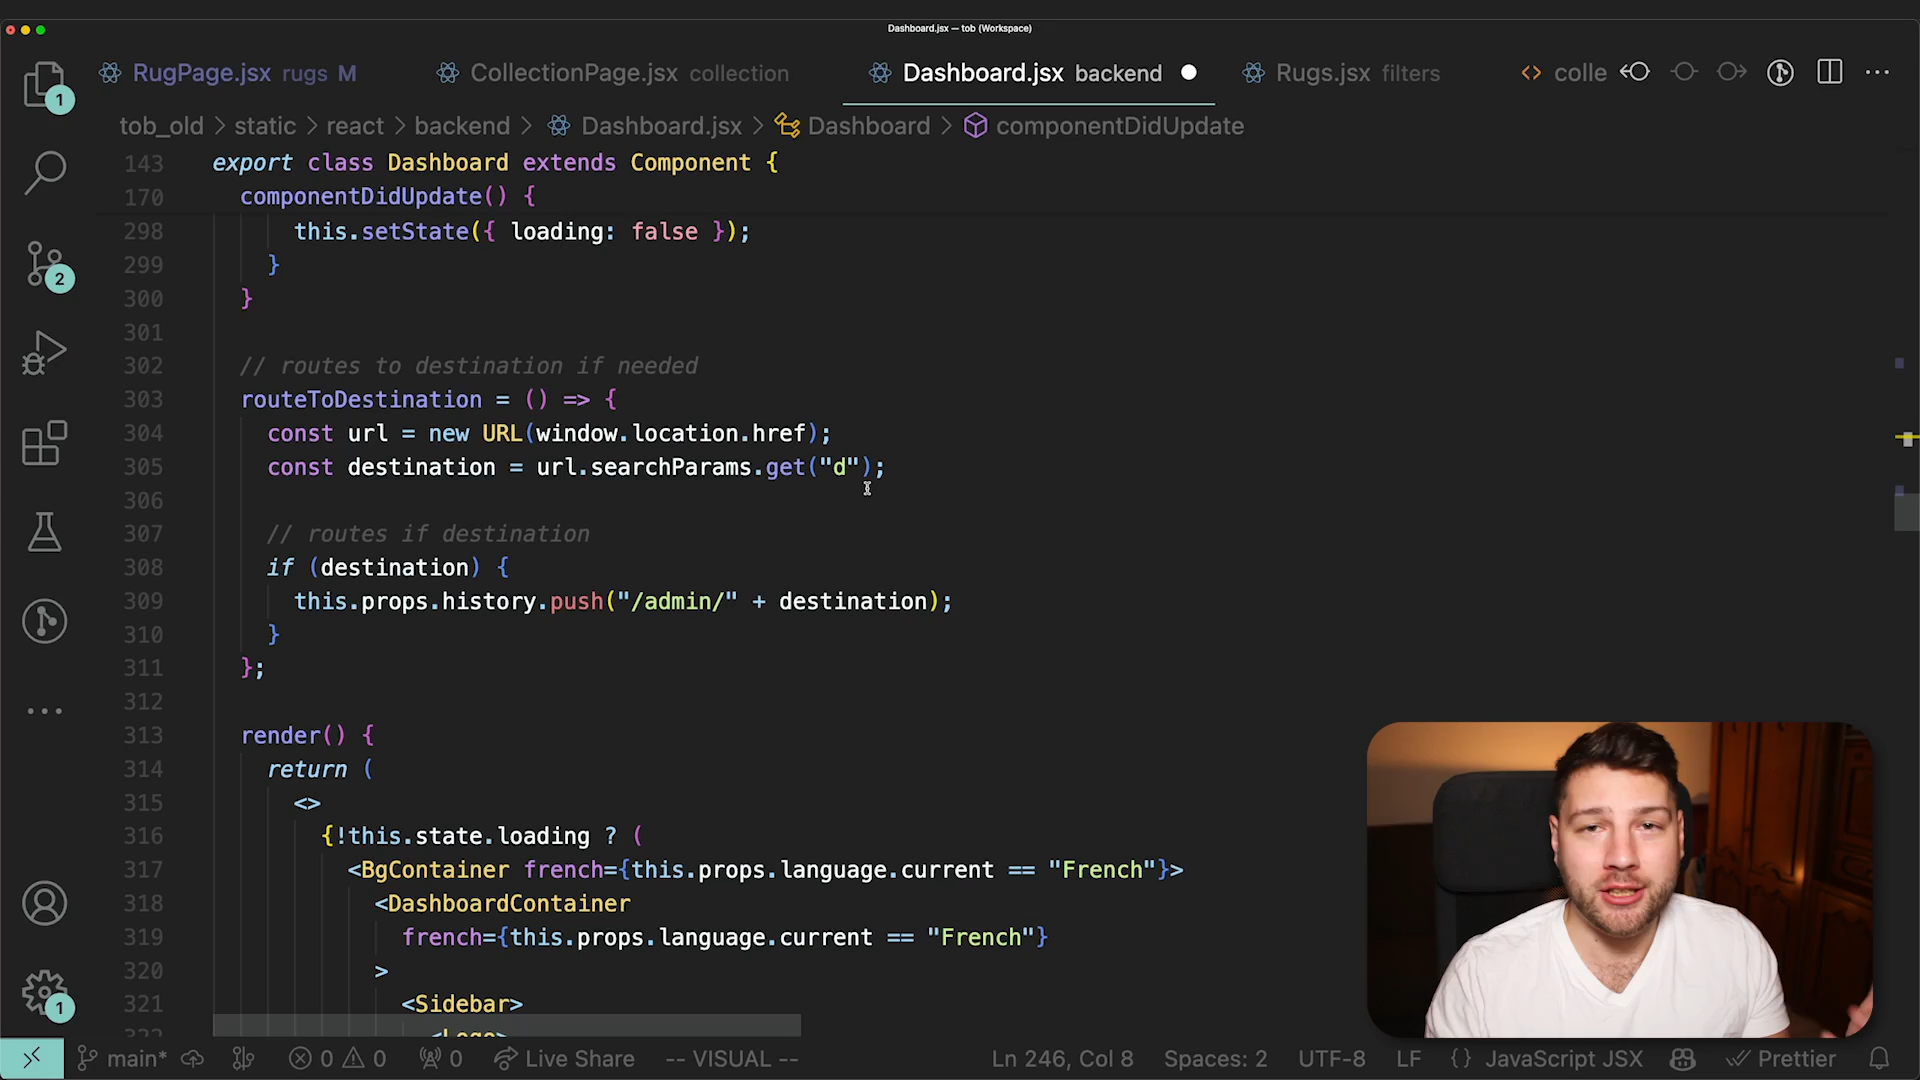 Dashboard.jsx — tob (Workspace)
RugPage.jsx rugs M
CollectionPage.jsx collection
Dashboard.jsx backend
Rugs.jsx filters
colle
tob_old > static > react > backend > Dashboard.jsx > Dashboard > componentDidUpdate
143 export class Dashboard extends Component {
170 componentDidUpdate() {
298 this.setState({ loading: false });
299 }
300 }
301
302 // routes to destination if needed
303 routeToDestination = () => {
304 const url = new URL(window.location.href);
305 const destination = url.searchParams.get("d");
306
307 // routes if destination
308 if (destination) {
309 this.props.history.push("/admin/" + destination);
310 }
311 };
312
313 render() {
314 return (
315 <>
316 {!this.state.loading ? (
317 <BgContainer french={this.props.language.current == "French"}>
318 <DashboardContainer
319 french={this.props.language.current == "French"}
320 >
321 <Sidebar>
322 <Logo>
1
2
1
main*
0
0
0
Live Share
-- VISUAL --
Ln 246, Col 8
Spaces: 2
UTF-8
LF
{} JavaScript JSX
Prettier